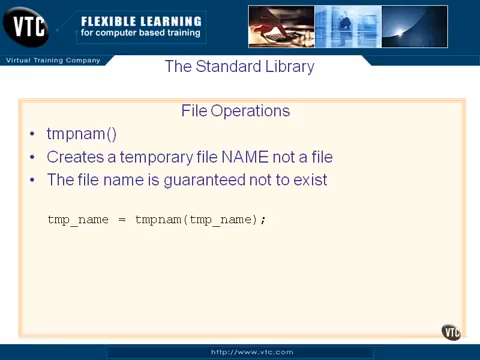 VTC
FLEXIBLE LEARNING
for computer based training
Virtual Training Company
The Standard Library
File Operations
• tmpnam()
• Creates a temporary file NAME not a file
• The file name is guaranteed not to exist
tmp_name = tmpnam(tmp_name);
VTC
http://www.vtc.com